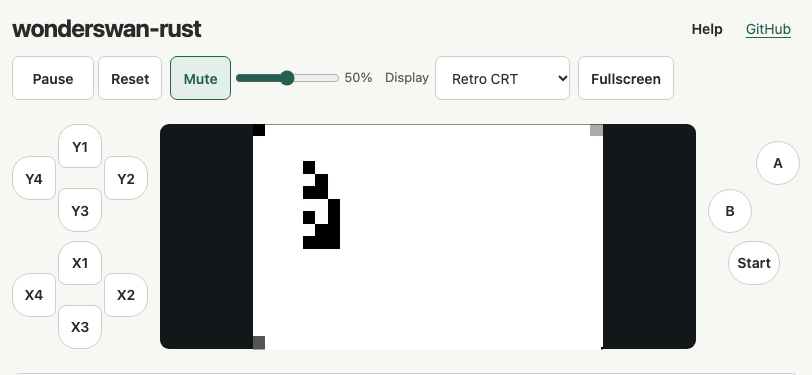 wonderswan-rust
Help
GitHub
Pause
Reset
Mute
50%
Display
Retro CRT
Fullscreen
Y1
Y4
Y2
Y3
X1
X4
X2
X3
A
B
Start